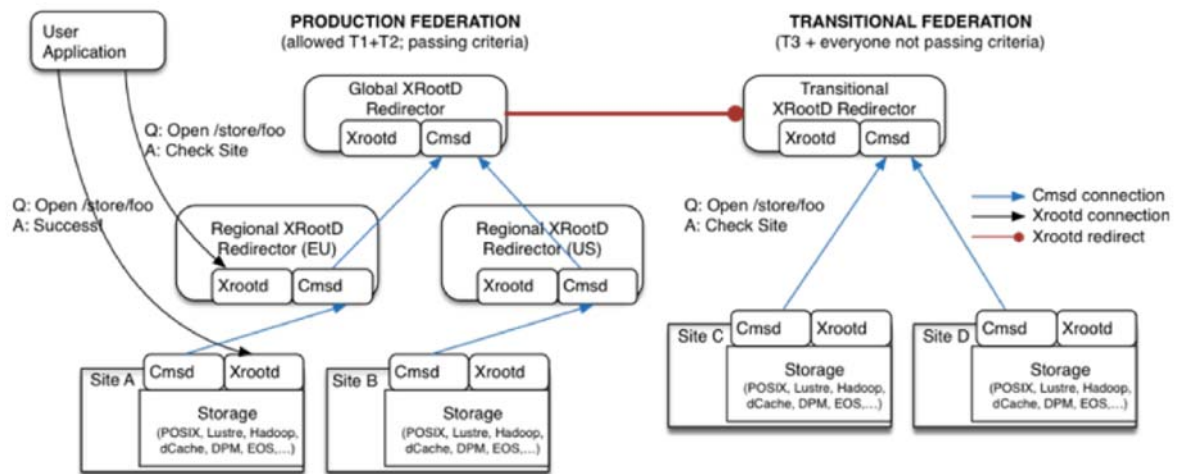 User
Application
PRODUCTION FEDERATION
(allowed T1+T2; passing criteria)
TRANSITIONAL FEDERATION
(T3 + everyone not passing criteria)
Global XRootD
Redirector
Xrootd
Cmsd
Transitional
XRootD Redirector
Xrootd
Cmsd
Q: Open /store/foo
A: Check Site
Q: Open /store/foo
A: Success!
Regional XRootD
Redirector (EU)
Xrootd
Cmsd
Regional XRootD
Redirector (US)
Xrootd
Cmsd
Q: Open /store/foo
A: Check Site
Cmsd connection
Xrootd connection
Xrootd redirect
Site A
Cmsd
Xrootd
Storage
(POSIX, Lustre, Hadoop,
dCache, DPM, EOS,...)
Site B
Cmsd
Xrootd
Storage
(POSIX, Lustre, Hadoop,
dCache, DPM, EOS,...)
Site C
Cmsd
Xrootd
Storage
(POSIX, Lustre, Hadoop,
dCache, DPM, EOS,...)
Site D
Cmsd
Xrootd
Storage
(POSIX, Lustre, Hadoop,
dCache, DPM, EOS,...)